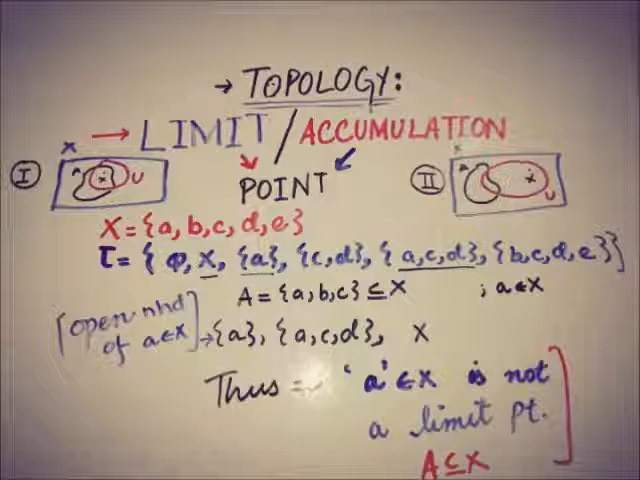 → TOPOLOGY:
→ LIMIT / ACCUMULATION
POINT
I
X
A
x
U
II
x
A
x
U
X = {a, b, c, d, e}
τ = { φ, X, {a}, {c, d}, {a, c, d}, {b, c, d, e}}
A = {a, b, c} ⊆ X ; a ∈ X
[open nhd of a ∈ X] → {a}, {a, c, d}, X
Thus = 'a' ∈ X is not
a limit pt.
A ⊆ X